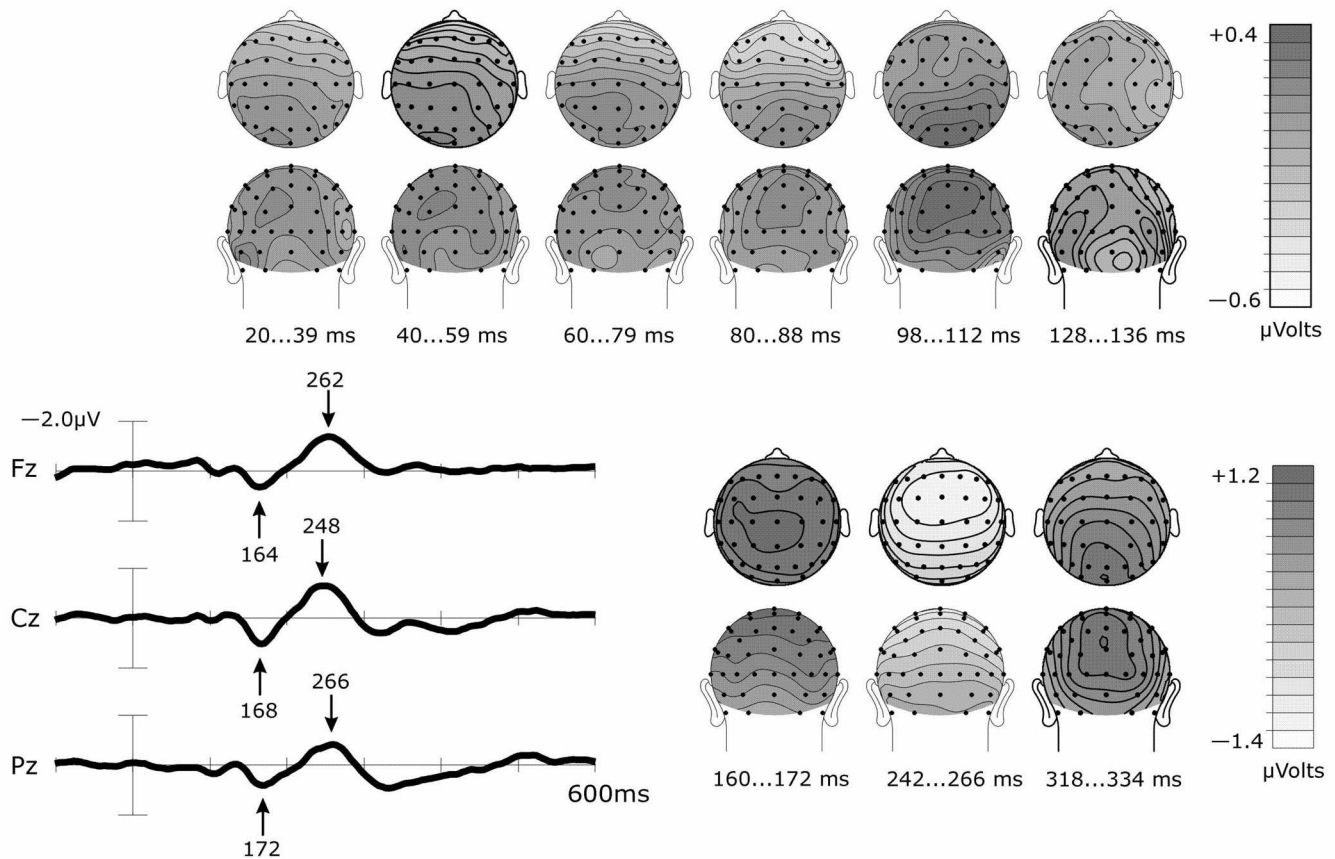 +0.4
—0.6
µVolts
20...39 ms
40...59 ms
60...79 ms
80...88 ms
98...112 ms
128...136 ms
262
—2.0µV
Fz
164
248
Cz
168
266
Pz
172
600ms
+1.2
—1.4
µVolts
160...172 ms
242...266 ms
318...334 ms